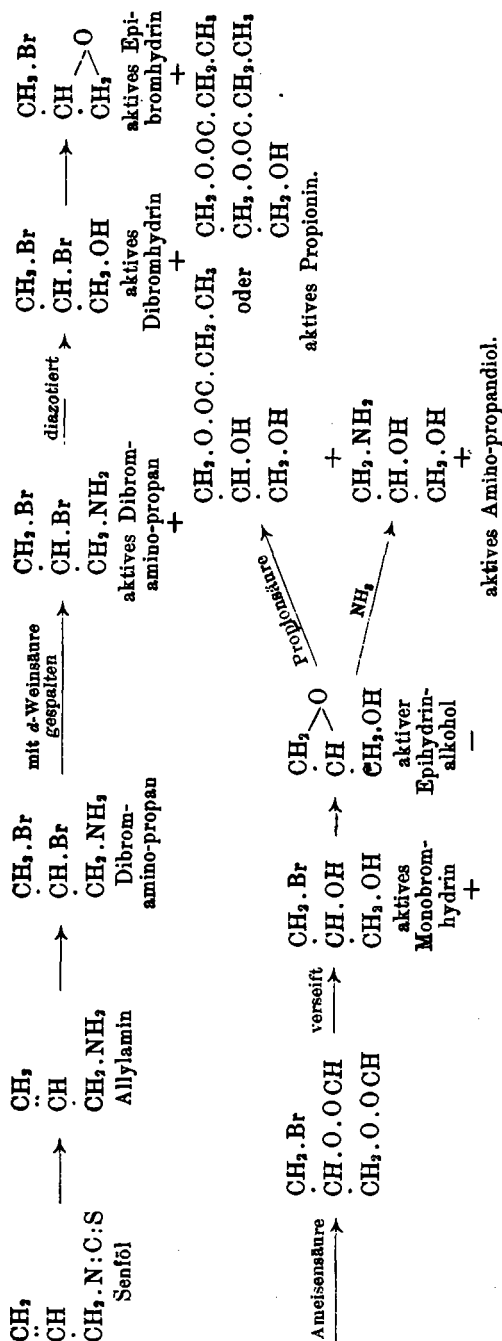 CH₂ CH₂ CH₂.Br mit d-Weinsäure CH₂.Br diazotiert CH₂.Br CH₂.Br
CH CH CH.Br gespalten CH.Br CH.Br CH >O
CH₂.N:C:S CH₂.NH₂ CH₂.NH₂ CH₂.NH₂ CH₂.OH CH₂
Senföl Allylamin Dibrom- aktives Dibrom- aktives aktives Epi-
amino-propan amino-propan Dibromhydrin bromhydrin
+ + +
CH₂.O.OC.CH₂.CH₂ CH₂.O.OC.CH₂.CH₂
CH.OH oder CH₂.O.OC.CH₂.CH₂
CH₂.OH CH₂.OH
aktives Propionin.
+
Ameisensäure CH₂.Br verseift CH₂.Br CH₂ Propionsäure
CH.O.OCH CH.OH CH >O
CH₂.O.OCH CH₂.OH CH₂.OH NH₃ CH₂.NH₂
aktives aktiver CH.OH
Monobrom- Epihydrin- CH₂.OH
hydrin alkohol
+ − +
aktives Amino-propandiol.